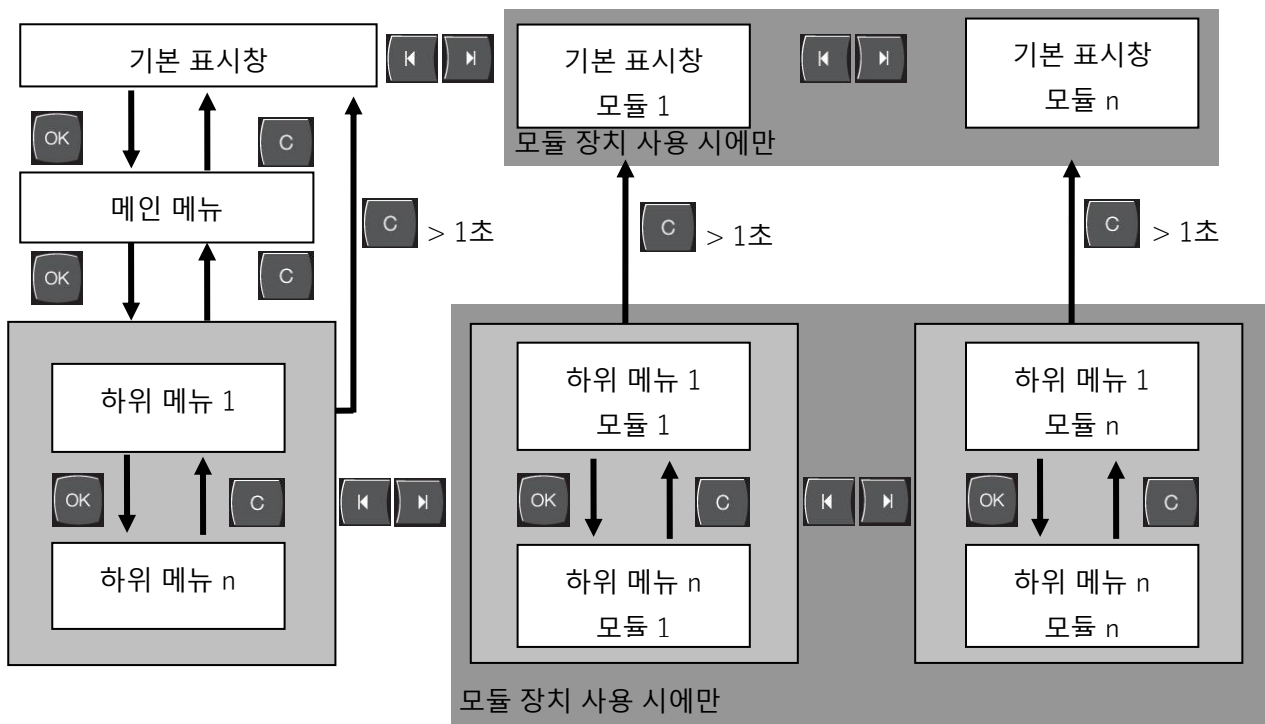 기본 표시창
기본 표시창
모듈 1
기본 표시창
모듈 n
모듈 장치 사용 시에만
OK
C
메인 메뉴
C > 1초
C > 1초
C > 1초
OK
C
하위 메뉴 1
하위 메뉴 1
모듈 1
하위 메뉴 1
모듈 n
OK
C
OK
C
OK
C
하위 메뉴 n
하위 메뉴 n
모듈 1
하위 메뉴 n
모듈 n
모듈 장치 사용 시에만